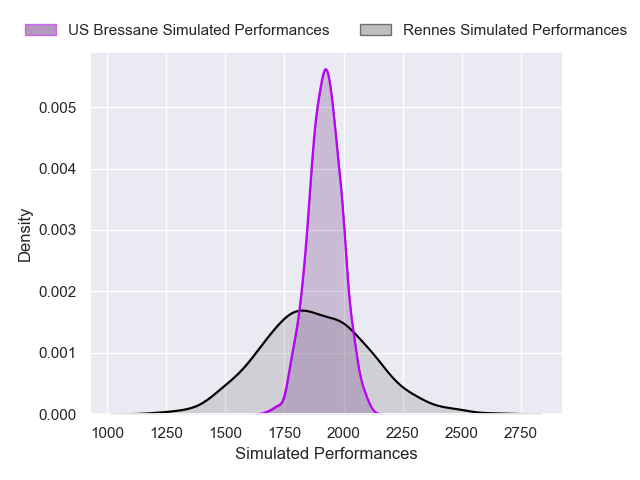 US Bressane Simulated Performances
Rennes Simulated Performances
0.005
0.004
0.003
0.002
0.001
0.000
Density
1000 1250 1500 1750 2000 2250 2500 2750
Simulated Performances